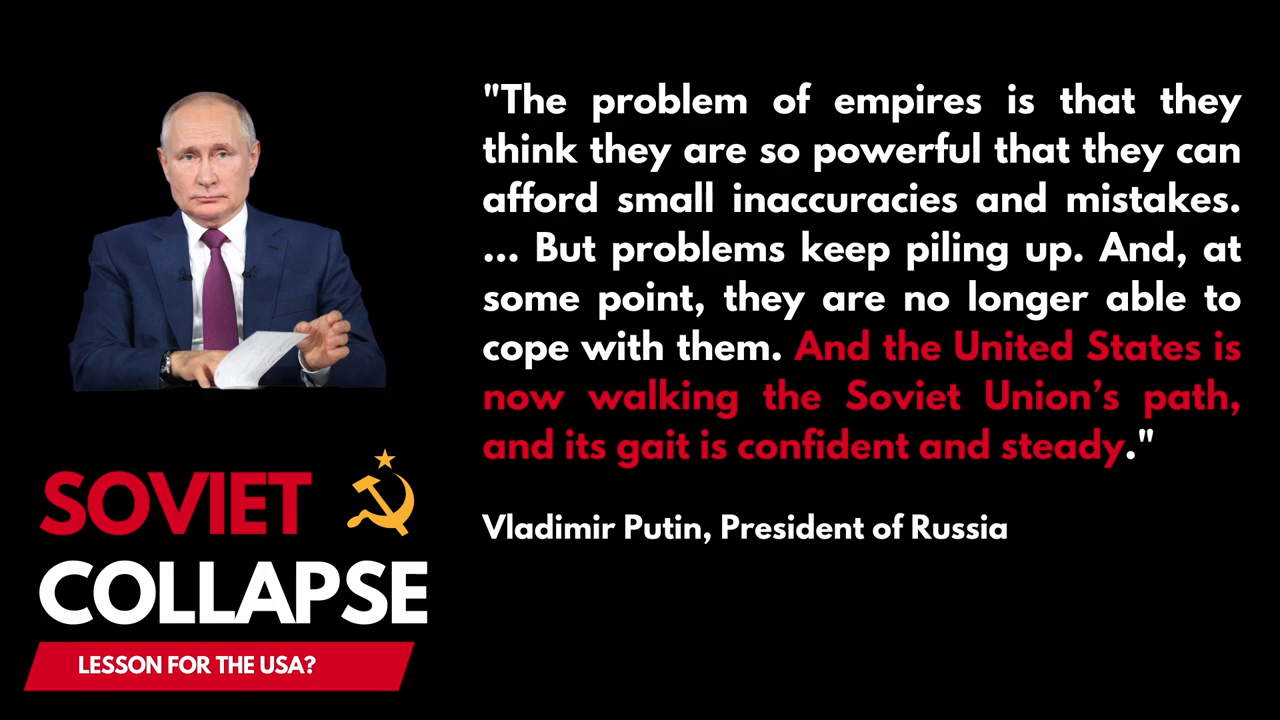 "The problem of empires is that they
think they are so powerful that they can
afford small inaccuracies and mistakes.
... But problems keep piling up. And, at
some point, they are no longer able to
cope with them. And the United States is
now walking the Soviet Union’s path,
and its gait is confident and steady."
Vladimir Putin, President of Russia
SOVIET
COLLAPSE
LESSON FOR THE USA?